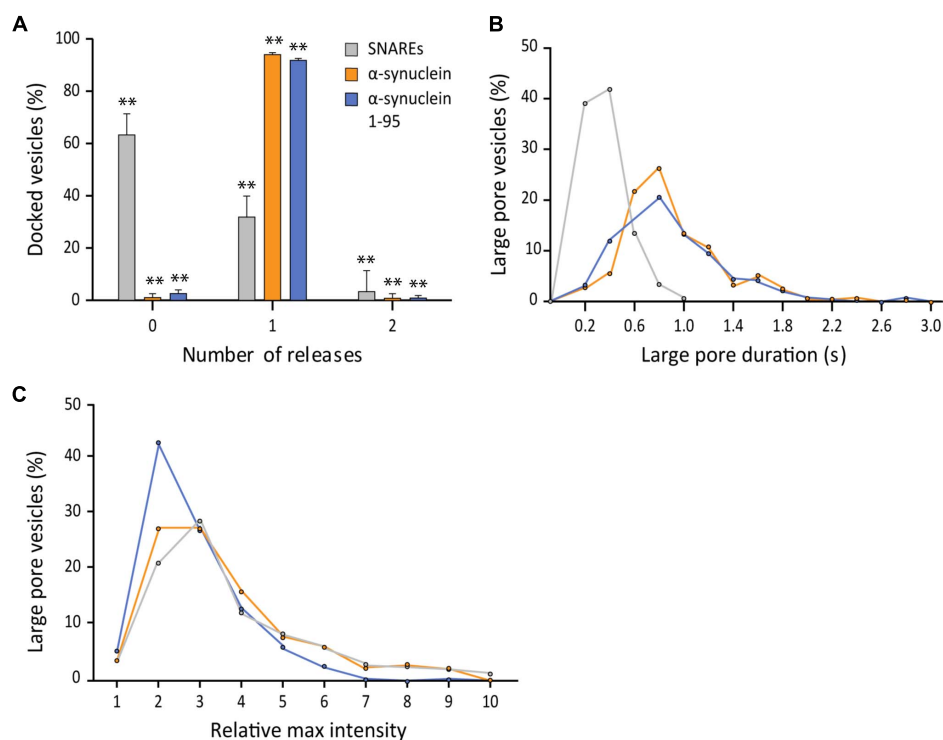 A
Docked vesicles (%)
100
80
60
40
20
0
** ** **
** ** **
** ** **
0 1 2
Number of releases
SNAREs
α-synuclein
α-synuclein
1-95
B
Large pore vesicles (%)
50
40
30
20
10
0
0.2 0.6 1.0 1.4 1.8 2.2 2.6 3.0
Large pore duration (s)
C
Large pore vesicles (%)
50
40
30
20
10
0
1 2 3 4 5 6 7 8 9 10
Relative max intensity